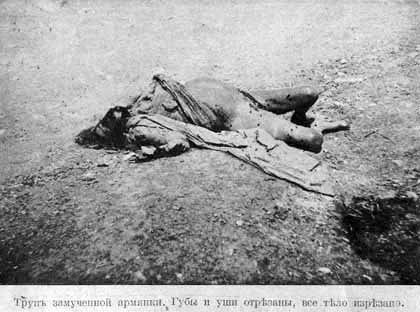 Трупъ замученной армянки. Губы и уши отрѣзаны, все тѣло изрѣзано.